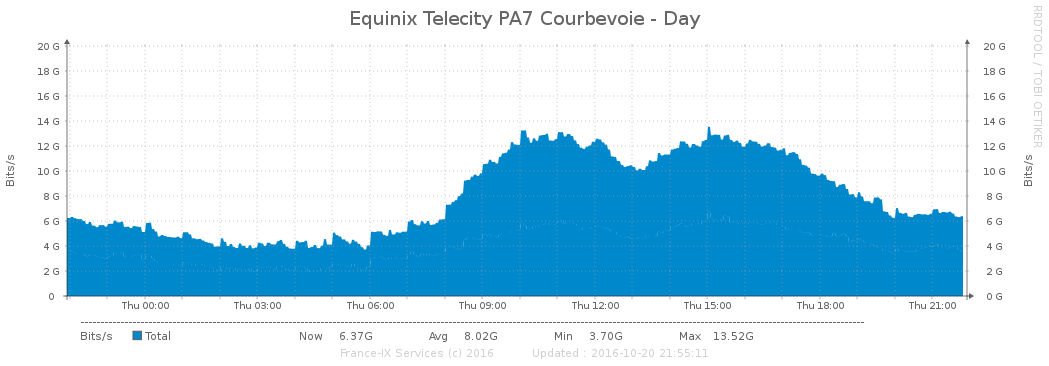 Equinix Telecity PA7 Courbevoie - Day
RRDTOOL / TOBI OETIKER
Bits/s
20 G
18 G
16 G
14 G
12 G
10 G
8 G
6 G
4 G
2 G
0
20 G
18 G
16 G
14 G
12 G
10 G
8 G
6 G
4 G
2 G
0 G
Bits/s
Thu 00:00 Thu 03:00 Thu 06:00 Thu 09:00 Thu 12:00 Thu 15:00 Thu 18:00 Thu 21:00
Bits/s Total Now 6.37G Avg 8.02G Min 3.70G Max 13.52G
France-IX Services (c) 2016 Updated : 2016-10-20 21:55:11